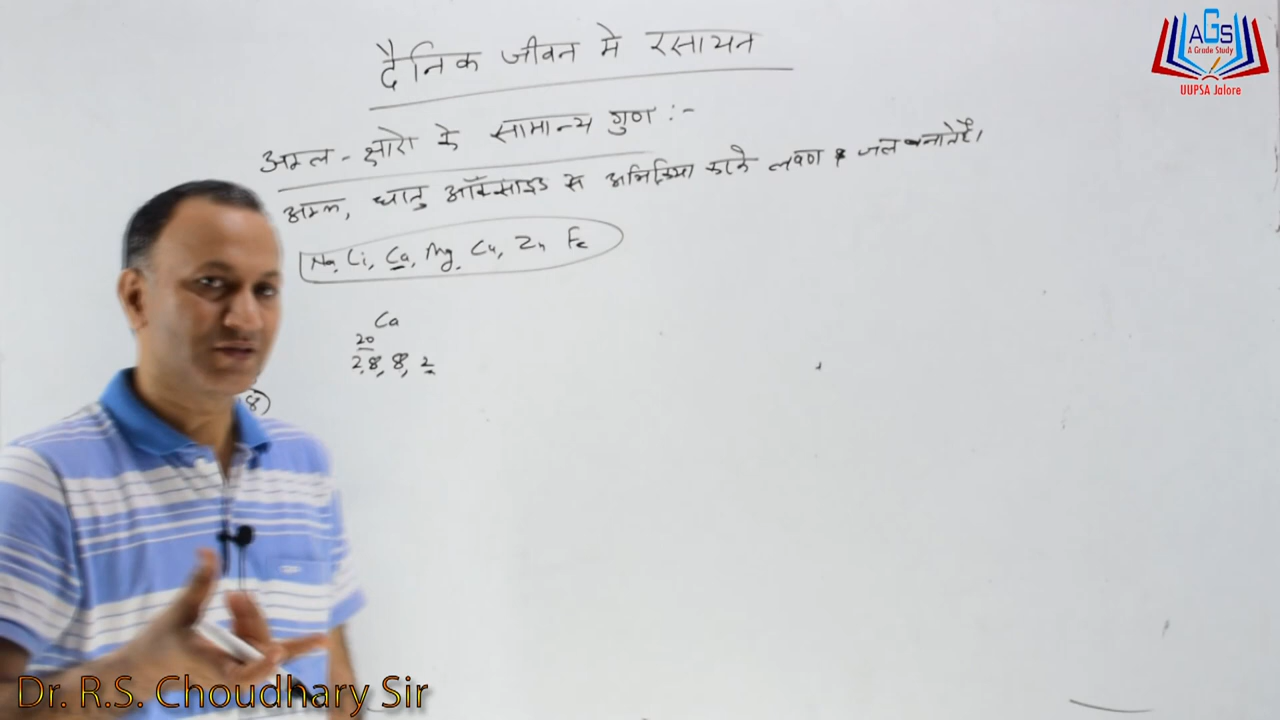 दैनिक जीवन मे रसायन
अम्ल - क्षारो के सामान्य गुण :-
अम्ल, धातु ऑक्साइड से अभिक्रिया करके लवण व जल बनाते हैं।
Na, Li, Ca, Mg, Cu, Zn Fe
Ca
20
2,8, 8, 2
8
AGS
A Grade Study
UUPSA Jalore
Dr. R.S. Choudhary Sir